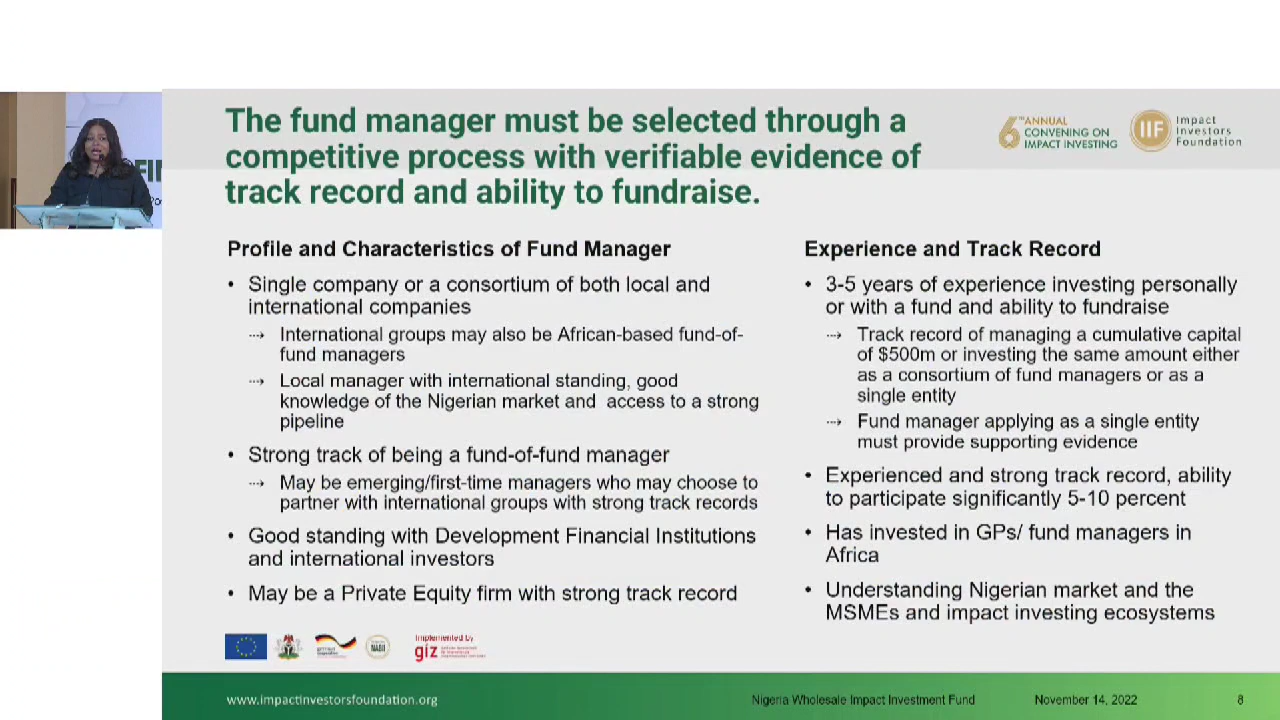 The fund manager must be selected through a
competitive process with verifiable evidence of
track record and ability to fundraise.
6TH ANNUAL
CONVENING ON
IMPACT INVESTING
IIF
Impact
Investors
Foundation
Profile and Characteristics of Fund Manager
• Single company or a consortium of both local and
international companies
⇢ International groups may also be African-based fund-of-
fund managers
⇢ Local manager with international standing, good
knowledge of the Nigerian market and access to a strong
pipeline
• Strong track of being a fund-of-fund manager
⇢ May be emerging/first-time managers who may choose to
partner with international groups with strong track records
• Good standing with Development Financial Institutions
and international investors
• May be a Private Equity firm with strong track record
Experience and Track Record
• 3-5 years of experience investing personally
or with a fund and ability to fundraise
⇢ Track record of managing a cumulative capital
of $500m or investing the same amount either
as a consortium of fund managers or as a
single entity
⇢ Fund manager applying as a single entity
must provide supporting evidence
• Experienced and strong track record, ability
to participate significantly 5-10 percent
• Has invested in GPs/ fund managers in
Africa
• Understanding Nigerian market and the
MSMEs and impact investing ecosystems
NABII
Implemented by
giz
www.impactinvestorsfoundation.org
Nigeria Wholesale Impact Investment Fund
November 14, 2022
8